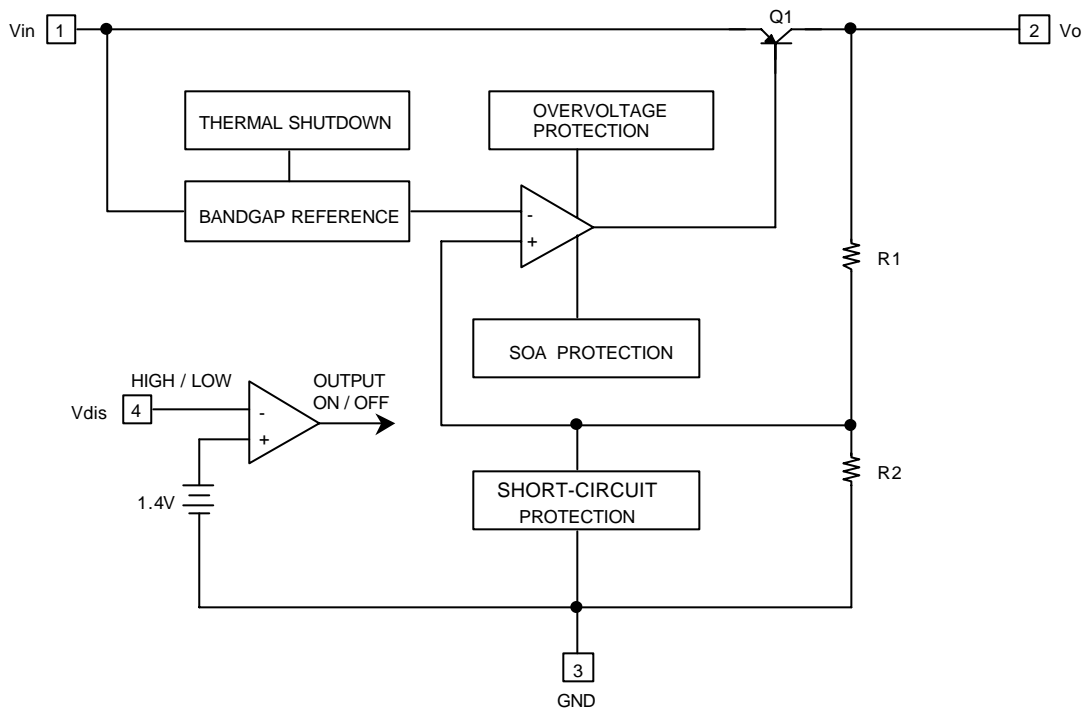 Q1
Vin 1
2 Vo
THERMAL SHUTDOWN
OVERVOLTAGE
PROTECTION
BANDGAP REFERENCE
-
+
R1
SOA PROTECTION
HIGH / LOW
OUTPUT
ON / OFF
Vdis 4
-
+
1.4V
SHORT-CIRCUIT
PROTECTION
R2
3
GND